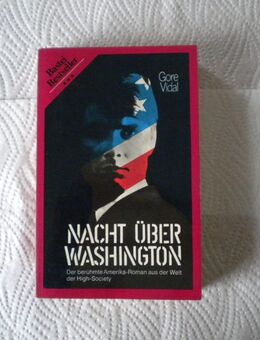 Bastei
Bestseller
Gore
Vidal
NACHT ÜBER
WASHINGTON
Der berühmte Amerika-Roman aus der Welt
der High-Society